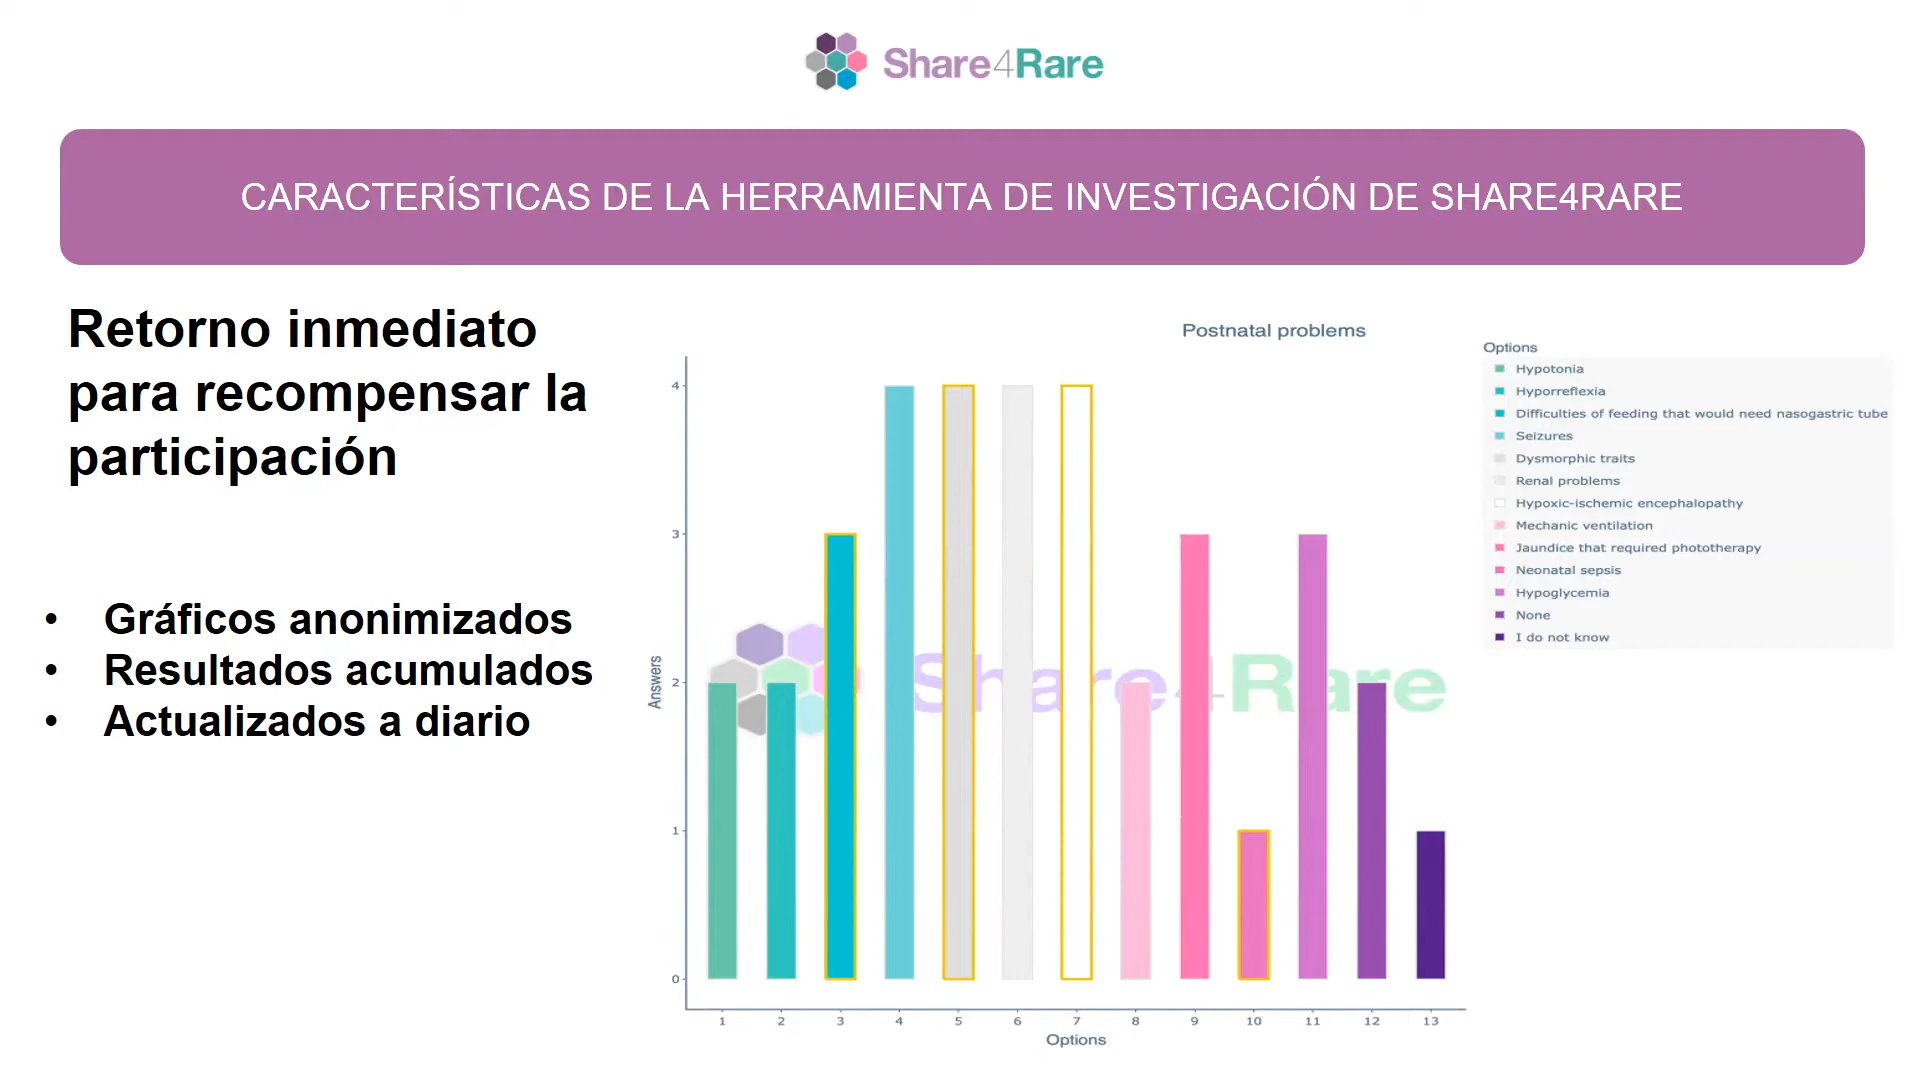 Share4Rare
CARACTERÍSTICAS DE LA HERRAMIENTA DE INVESTIGACIÓN DE SHARE4RARE
Retorno inmediato
para recompensar la
participación
• Gráficos anonimizados
• Resultados acumulados
• Actualizados a diario
Postnatal problems
Answers
4
3
2
1
0
Share4Rare
1 2 3 4 5 6 7 8 9 10 11 12 13
Options
Options
Hypotonia
Hyporreflexia
Difficulties of feeding that would need nasogastric tube
Seizures
Dysmorphic traits
Renal problems
Hypoxic-ischemic encephalopathy
Mechanic ventilation
Jaundice that required phototherapy
Neonatal sepsis
Hypoglycemia
None
I do not know